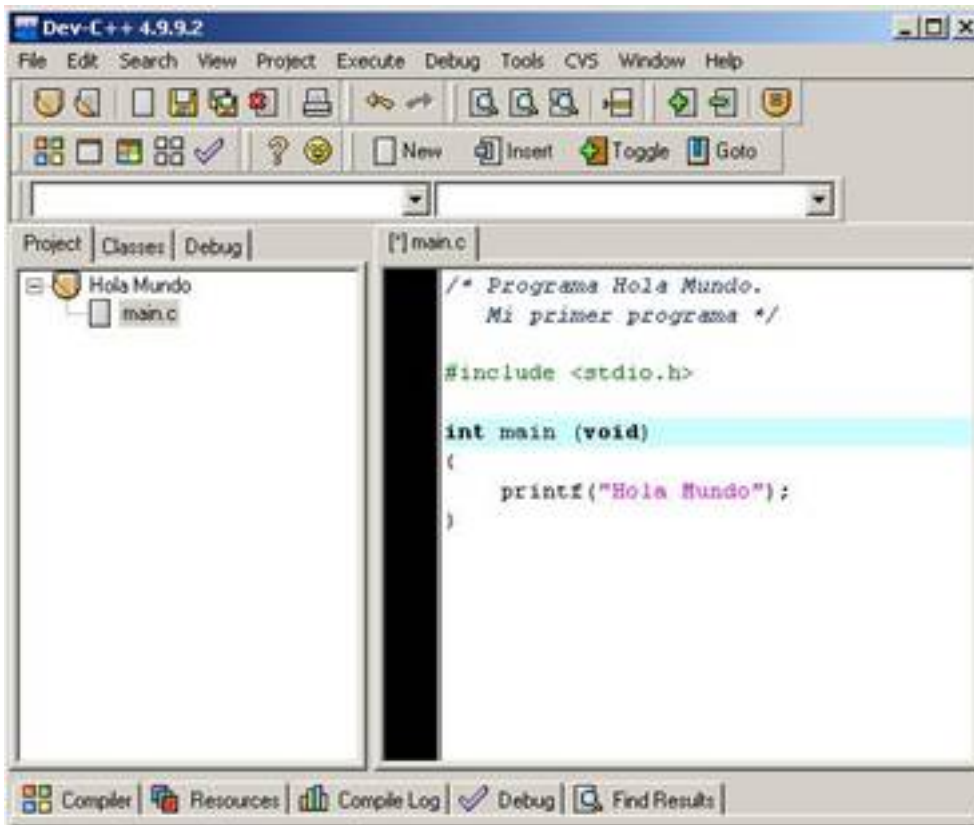 Dev-C++ 4.9.9.2
File Edit Search View Project Execute Debug Tools CVS Window Help
New Insert Toggle Goto
Project Classes Debug
[*] main.c
Hola Mundo
main.c
/* Programa Hola Mundo.
Mi primer programa */
#include <stdio.h>
int main (void)
{
printf("Hola Mundo");
}
Compiler Resources Compile Log Debug Find Results